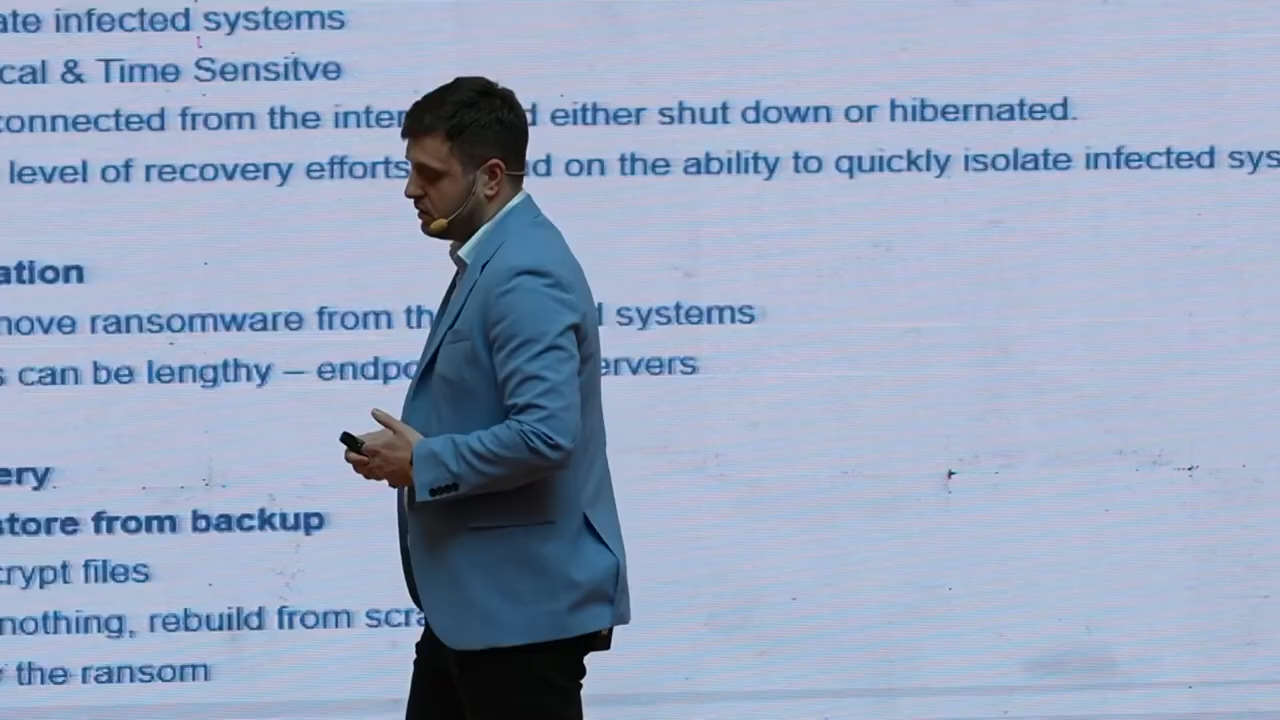 ate infected systems
cal & Time Sensitve
connected from the inter d either shut down or hibernated.
level of recovery efforts d on the ability to quickly isolate infected sys
ation
nove ransomware from th d systems
s can be lengthy – endpo ervers
ery
store from backup
crypt files
nothing, rebuild from scra
the ransom